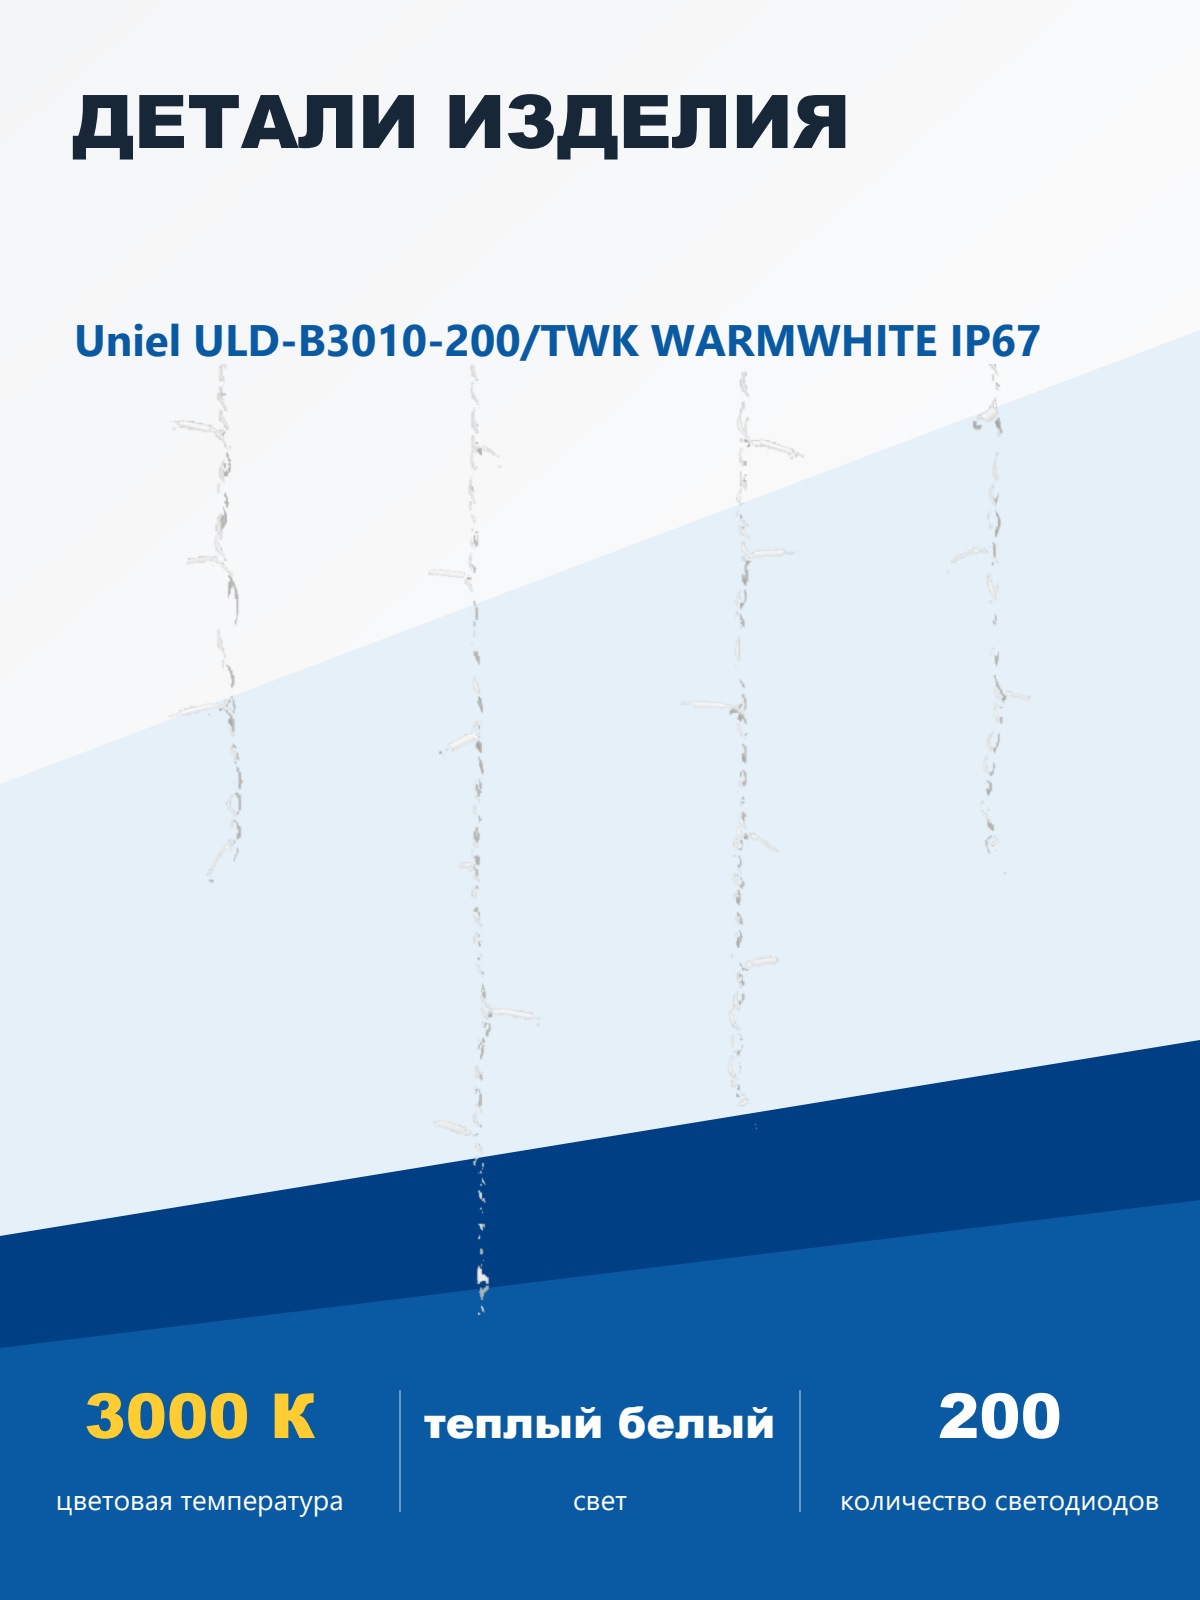 ДЕТАЛИ ИЗДЕЛИЯ
Uniel ULD-B3010-200/TWK WARMWHITE IP67
3000 К
теплый белый
200
цветовая температура
свет
количество светодиодов